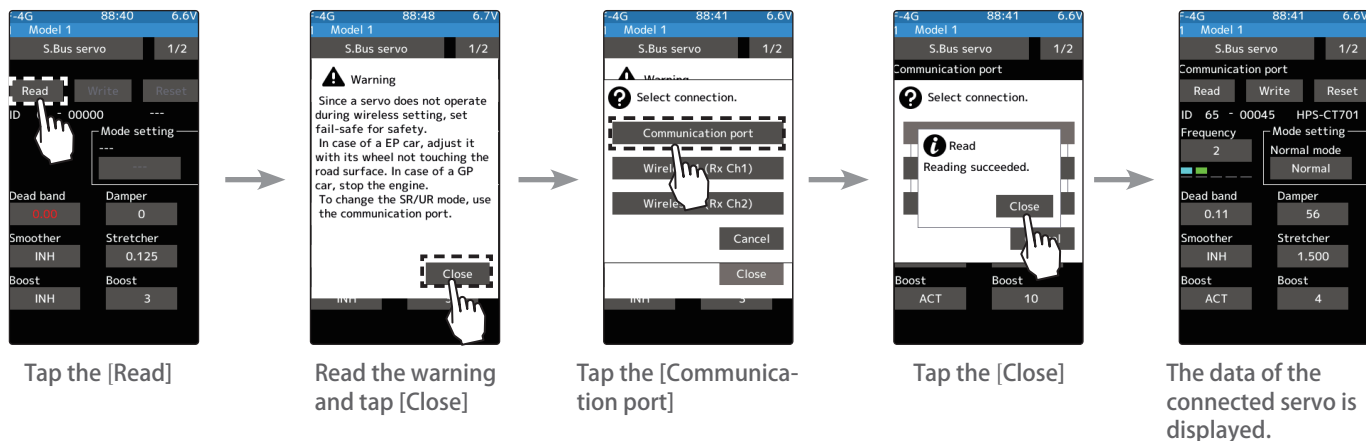 F-4G 88:40 6.6V
Model 1
S.Bus servo 1/2
Read Write Reset
ID - 00000 ---
Mode setting
---
---
Dead band Damper
0.00 0
Smoother Stretcher
INH 0.125
Boost Boost
INH 3
Tap the [Read]
F-4G 88:48 6.7V
Model 1
S.Bus servo 1/2
Warning
Since a servo does not operate
during wireless setting, set
fail-safe for safety.
In case of a EP car, adjust it
with its wheel not touching the
road surface. In case of a GP
car, stop the engine.
To change the SR/UR mode, use
the communication port.
Close
INH
Read the warning
and tap [Close]
F-4G 88:41 6.6V
Model 1
S.Bus servo 1/2
Warning
Select connection.
Communication port
(Rx Ch1)
(Rx Ch2)
Cancel
Close
INH 3
Tap the [Communica-
tion port]
-4G 88:41 6.6V
Model 1
S.Bus servo 1/2
Communication port
Select connection.
Read
Reading succeeded.
Close
Boost Boost
ACT 10
Tap the [Close]
F-4G 88:41 6.6V
Model 1
S.Bus servo 1/2
Communication port
Read Write Reset
ID 65 - 00045 HPS-CT701
Frequency Mode setting
2 Normal mode
Normal
Dead band Damper
0.11 56
Smoother Stretcher
INH 1.500
Boost Boost
ACT 4
The data of the
connected servo is
displayed.